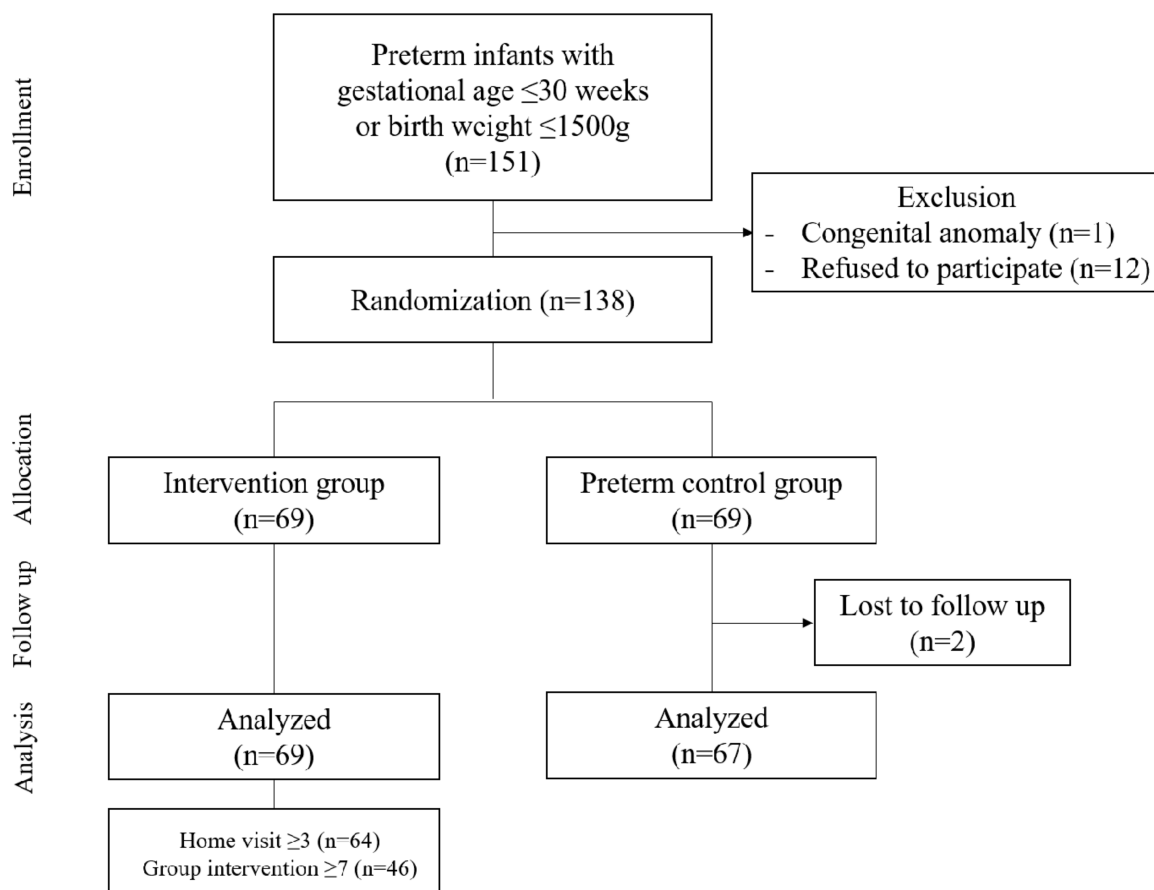 Enrollment
Preterm infants with
gestational age ≤30 weeks
or birth weight ≤1500g
(n=151)
Exclusion
- Congenital anomaly (n=1)
- Refused to participate (n=12)
Randomization (n=138)
Allocation
Intervention group
(n=69)
Preterm control group
(n=69)
Follow up
Lost to follow up
(n=2)
Analysis
Analyzed
(n=69)
Analyzed
(n=67)
Home visit ≥3 (n=64)
Group intervention ≥7 (n=46)